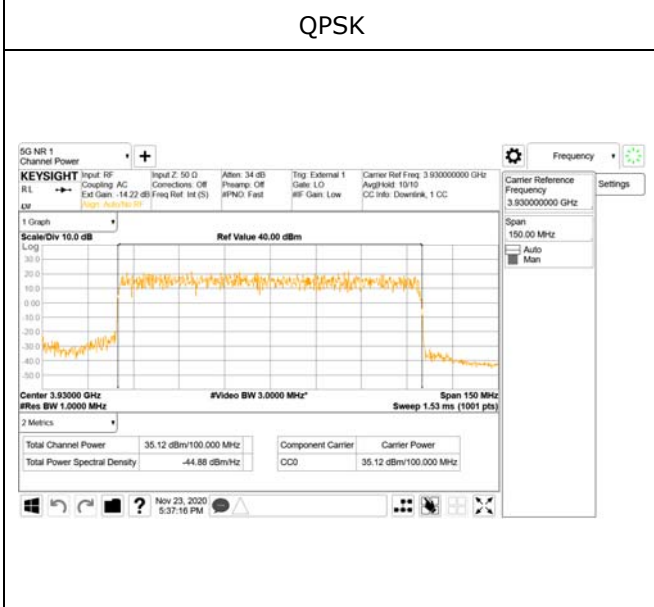 QPSK
5G NR 1
Channel Power
Frequency
KEYSIGHT
RL
Input: RF
Coupling: AC
Ext Gain: -14.22 dB
Align: Auto/No RF
Input Z: 50 Ω
Corrections: Off
Freq Ref: Int (S)
Atten: 34 dB
Preamp: Off
#PNO: Fast
Trig: External 1
Gate: LO
#IF Gain: Low
Carrier Ref Freq: 3.930000000 GHz
Avg|Hold: 10/10
CC Info: Downlink, 1 CC
Carrier Reference
Frequency
3.930000000 GHz
Settings
Span
150.00 MHz
Auto
Man
1 Graph
Scale/Div 10.0 dB
Ref Value 40.00 dBm
Log
30.0
20.0
10.0
0.00
-10.0
-20.0
-30.0
-40.0
-50.0
Center 3.93000 GHz
#Video BW 3.0000 MHz*
Span 150 MHz
#Res BW 1.0000 MHz
Sweep 1.53 ms (1001 pts)
2 Metrics
Total Channel Power 35.12 dBm/100.000 MHz
Total Power Spectral Density -44.88 dBm/Hz
Component Carrier Carrier Power
CC0 35.12 dBm/100.000 MHz
? Nov 23, 2020
5:37:16 PM